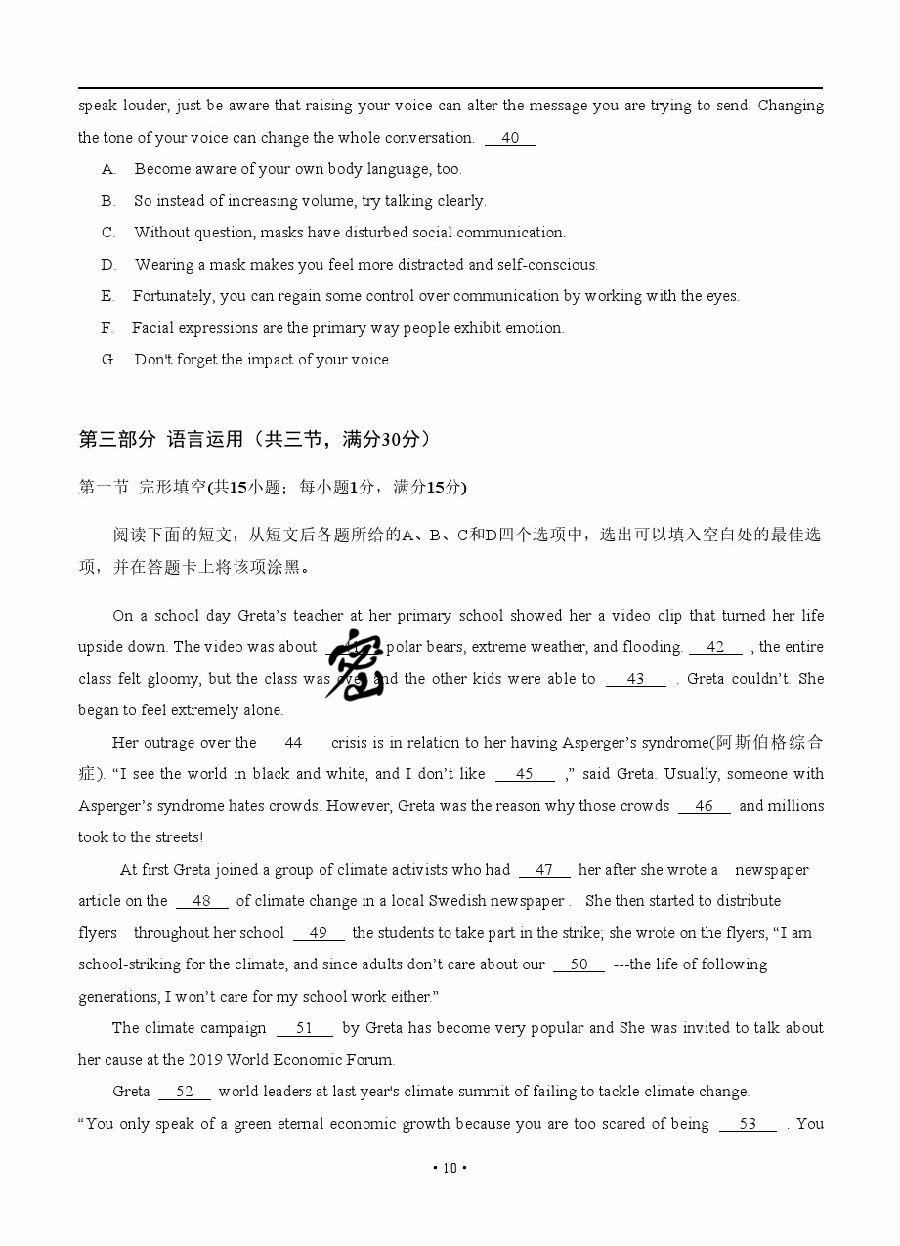 speak louder, just be aware that raising your voice can alter the message you are trying to send. Changing
the tone of your voice can change the whole conversation. 40
A. Become aware of your own body language, too.
B. So instead of increasing volume, try talking clearly.
C. Without question, masks have disturbed social communication.
D. Wearing a mask makes you feel more distracted and self-conscious.
E. Fortunately, you can regain some control over communication by working with the eyes.
F. Facial expressions are the primary way people exhibit emotion.
G Don't forget the impact of your voice
第三部分 语言运用（共三节，满分30分）
第一节 完形填空(共15小题；每小题1分，满分15分)
阅读下面的短文，从短文后各题所给的A、B、C和D四个选项中，选出可以填入空白处的最佳选
项，并在答题卡上将该项涂黑。
On a school day Greta’s teacher at her primary school showed her a video clip that turned her life
upside down. The video was about 41 polar bears, extreme weather, and flooding. 42 , the entire
class felt gloomy, but the class was over and the other kids were able to 43 . Greta couldn’t. She
began to feel extremely alone.
密
Her outrage over the 44 crisis is in relation to her having Asperger’s syndrome(阿斯伯格综合
症). “I see the world in black and white, and I don’t like 45 ,” said Greta. Usually, someone with
Asperger’s syndrome hates crowds. However, Greta was the reason why those crowds 46 and millions
took to the streets!
At first Greta joined a group of climate activists who had 47 her after she wrote a newspaper
article on the 48 of climate change in a local Swedish newspaper . She then started to distribute
flyers throughout her school 49 the students to take part in the strike; she wrote on the flyers, “I am
school-striking for the climate, and since adults don’t care about our 50 ---the life of following
generations, I won’t care for my school work either.”
The climate campaign 51 by Greta has become very popular and She was invited to talk about
her cause at the 2019 World Economic Forum.
Greta 52 world leaders at last year's climate summit of failing to tackle climate change.
“You only speak of a green eternal economic growth because you are too scared of being 53 . You
• 10 •